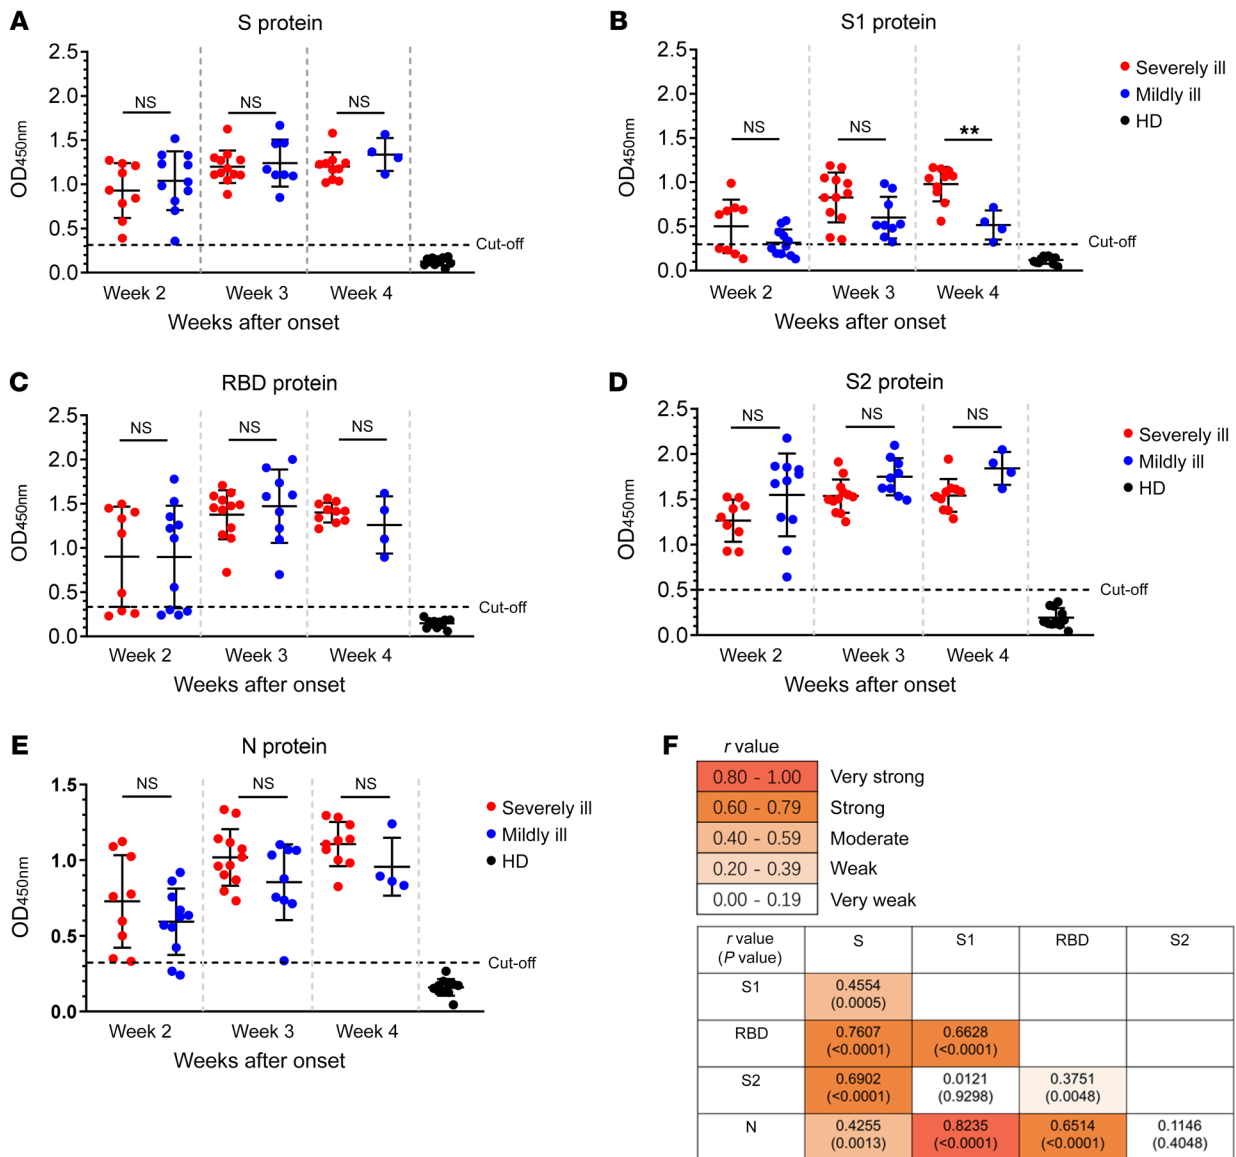 A
S protein
2.5
2.0
1.5
1.0
0.5
0.0
OD450nm
NS
NS
NS
Cut-off
Week 2
Week 3
Week 4
Weeks after onset
B
S1 protein
2.5
2.0
1.5
1.0
0.5
0.0
OD450nm
NS
NS
**
Cut-off
Week 2
Week 3
Week 4
Weeks after onset
Severely ill
Mildly ill
HD
C
RBD protein
2.5
2.0
1.5
1.0
0.5
0.0
OD450nm
NS
NS
NS
Cut-off
Week 2
Week 3
Week 4
Weeks after onset
D
S2 protein
2.5
2.0
1.5
1.0
0.5
0.0
OD450nm
NS
NS
NS
Cut-off
Week 2
Week 3
Week 4
Weeks after onset
Severely ill
Mildly ill
HD
E
N protein
1.5
1.0
0.5
0.0
OD450nm
NS
NS
NS
Cut-off
Week 2
Week 3
Week 4
Weeks after onset
Severely ill
Mildly ill
HD
F
r value
0.80 - 1.00 Very strong
0.60 - 0.79 Strong
0.40 - 0.59 Moderate
0.20 - 0.39 Weak
0.00 - 0.19 Very weak
r value S S1 RBD S2
(P value)
S1 0.4554
(0.0005)
RBD 0.7607 0.6628
(<0.0001) (<0.0001)
S2 0.6902 0.0121 0.3751
(<0.0001) (0.9298) (0.0048)
N 0.4255 0.8235 0.6514 0.1146
(0.0013) (<0.0001) (<0.0001) (0.4048)